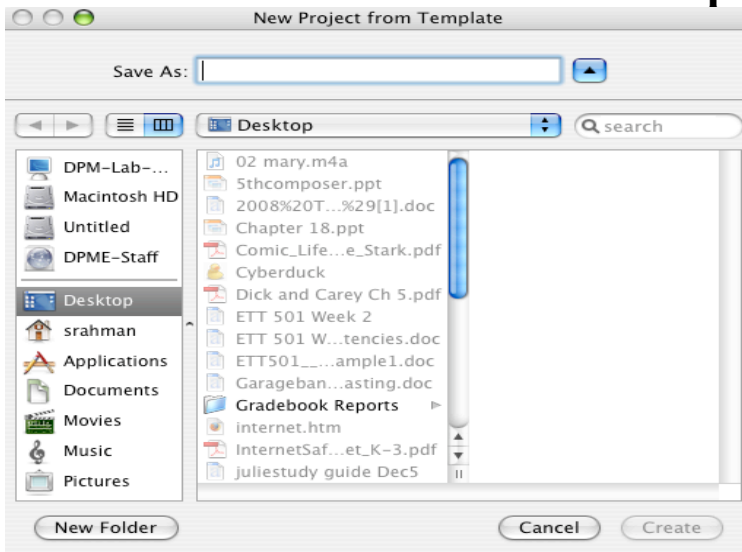 New Project from Template
Save As:
Desktop
search
DPM-Lab-...
Macintosh HD
Untitled
DPME-Staff
Desktop
srahman
Applications
Documents
Movies
Music
Pictures
02 mary.m4a
5thcomposer.ppt
2008%20T...%29[1].doc
Chapter 18.ppt
Comic_Life...e_Stark.pdf
Cyberduck
Dick and Carey Ch 5.pdf
ETT 501 Week 2
ETT 501 W...tencies.doc
ETT501__...ample1.doc
Garageban...asting.doc
Gradebook Reports
internet.htm
InternetSaf...et_K-3.pdf
juliestudy guide Dec5
New Folder
Cancel
Create